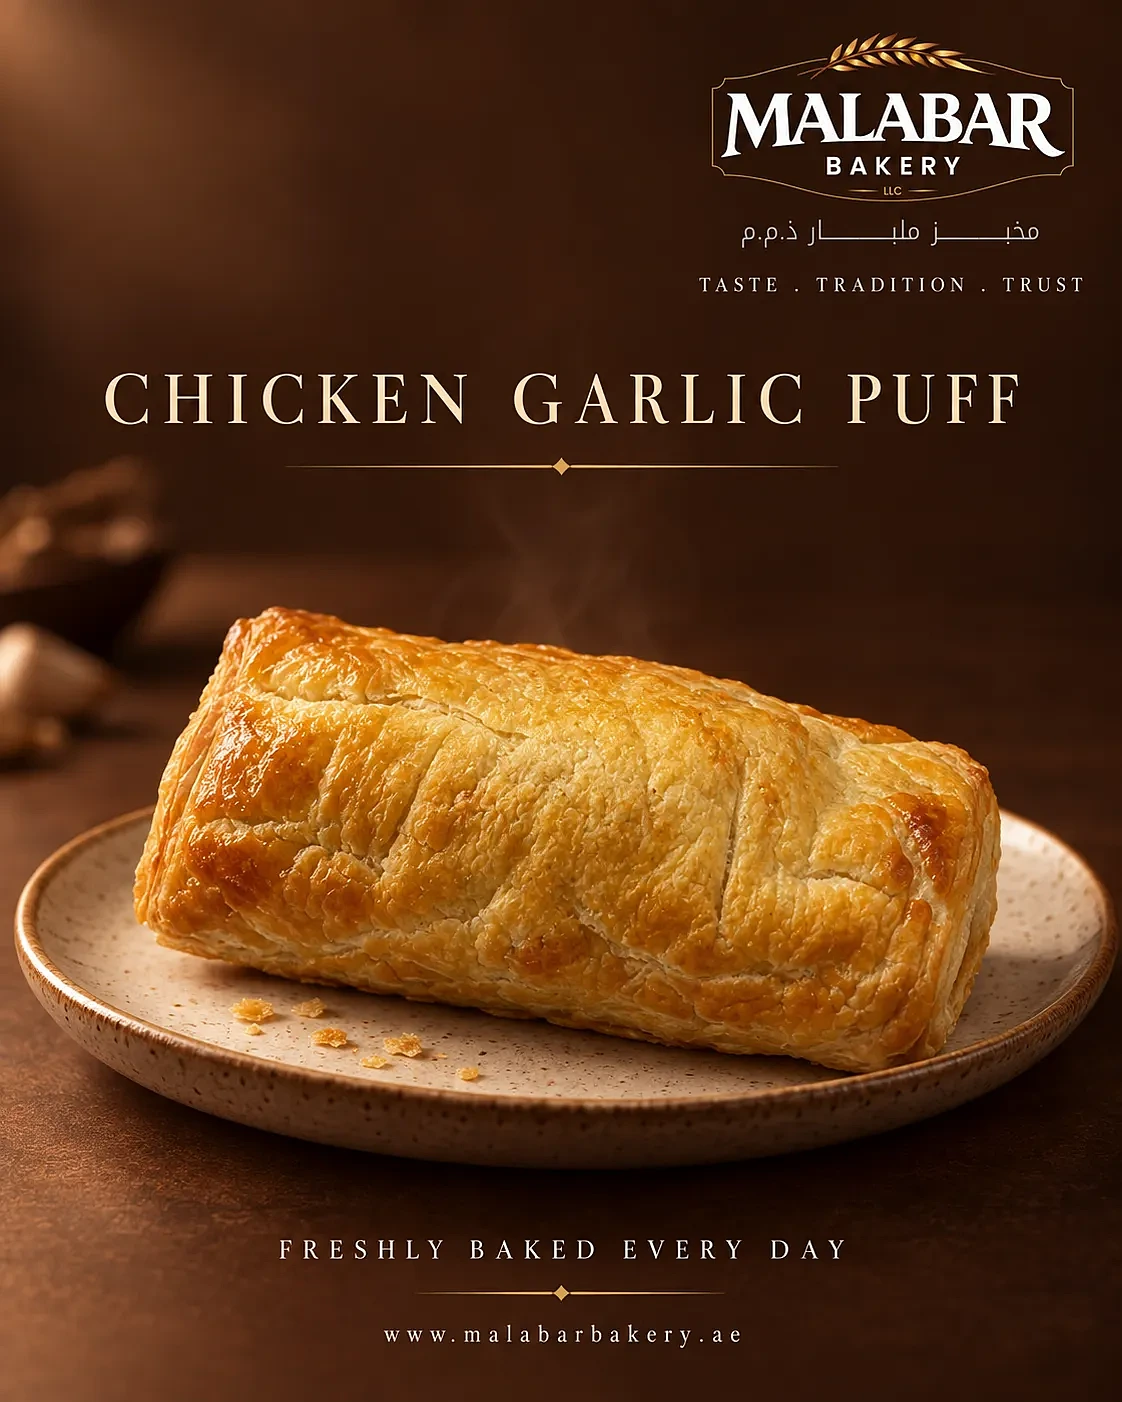 MALABAR
BAKERY
LLC
مخبـــــز ملبـــــار ذ.م.م
TASTE . TRADITION . TRUST
CHICKEN GARLIC PUFF
FRESHLY BAKED EVERY DAY
www.malabarbakery.ae